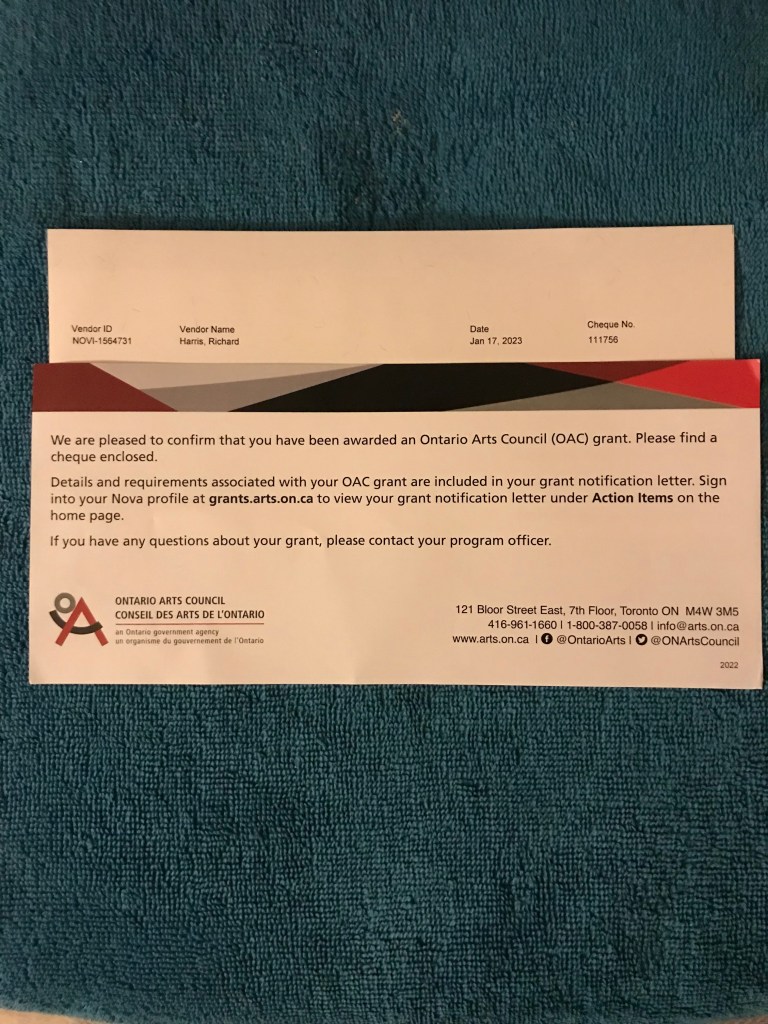 Vendor ID Vendor Name Date Cheque No.
NOVI-1564731 Harris, Richard Jan 17, 2023 111756
We are pleased to confirm that you have been awarded an Ontario Arts Council (OAC) grant. Please find a
cheque enclosed.
Details and requirements associated with your OAC grant are included in your grant notification letter. Sign
into your Nova profile at grants.arts.on.ca to view your grant notification letter under Action Items on the
home page.
If you have any questions about your grant, please contact your program officer.
ONTARIO ARTS COUNCIL
CONSEIL DES ARTS DE L'ONTARIO
an Ontario government agency
un organisme du gouvernement de l'Ontario
121 Bloor Street East, 7th Floor, Toronto ON M4W 3M5
416-961-1660 | 1-800-387-0058 | info@arts.on.ca
www.arts.on.ca | @OntarioArts | @ONArtsCouncil
2022